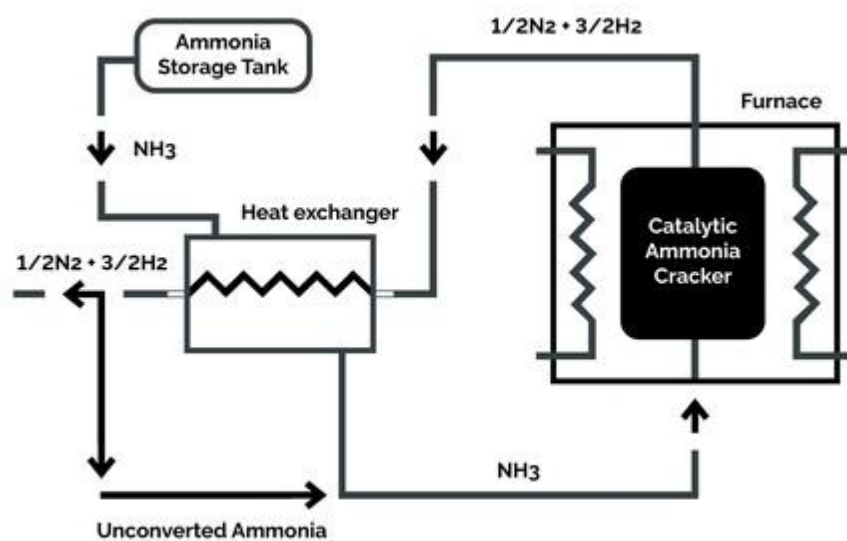 Ammonia
Storage Tank
1/2N2 + 3/2H2
Furnace
NH3
Heat exchanger
1/2N2 + 3/2H2
Catalytic
Ammonia
Cracker
NH3
Unconverted Ammonia